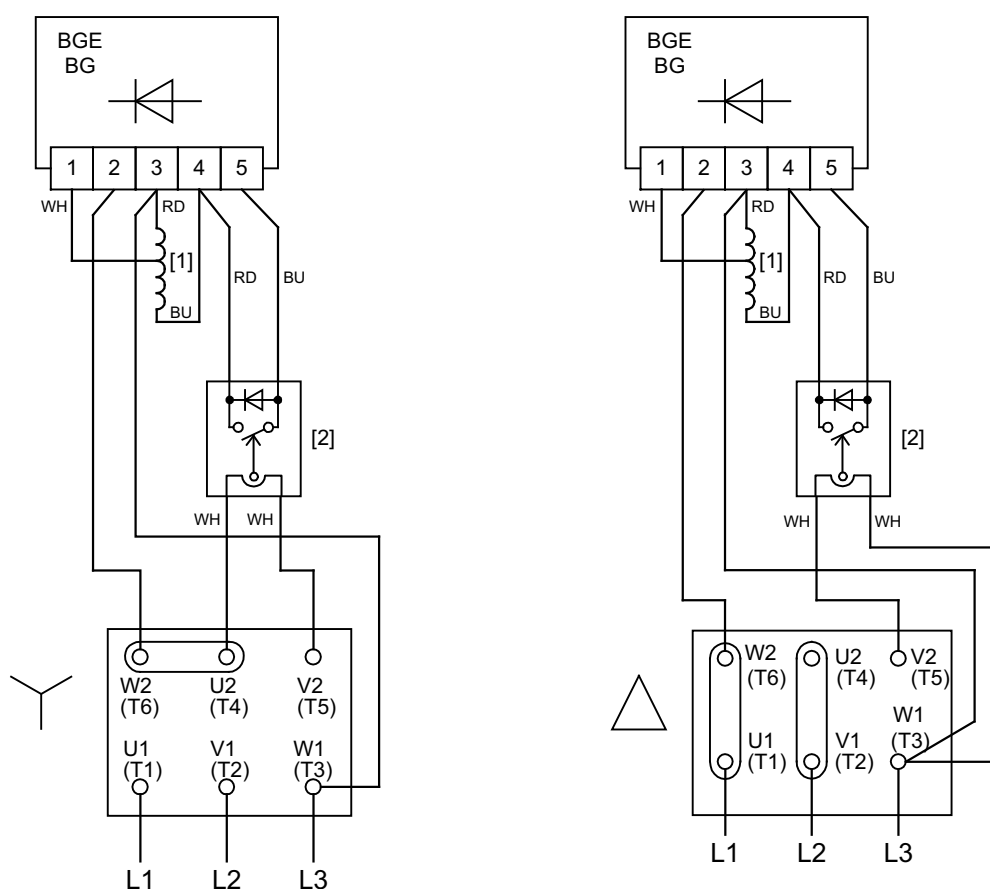 BGE
BG
1 2 3 4 5
WH RD
[1]
RD BU
BU
[2]
WH WH
W2 U2 V2
(T6) (T4) (T5)
U1 V1 W1
(T1) (T2) (T3)
L1 L2 L3
BGE
BG
1 2 3 4 5
WH RD
[1]
RD BU
BU
[2]
WH WH
W2 U2 V2
(T6) (T4) (T5)
W1
U1 V1 (T3)
(T1) (T2)
L1 L2 L3